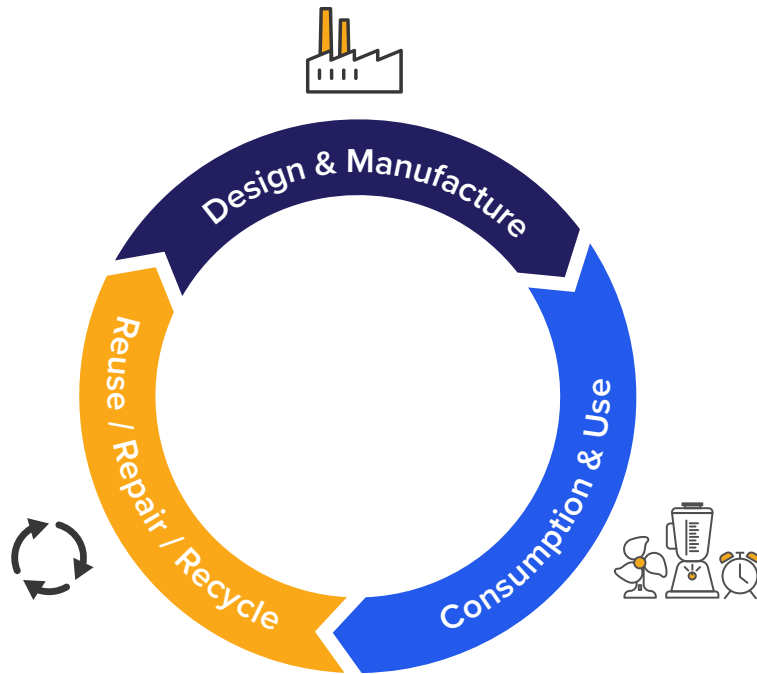 Design & Manufacture
Consumption & Use
Reuse / Repair / Recycle